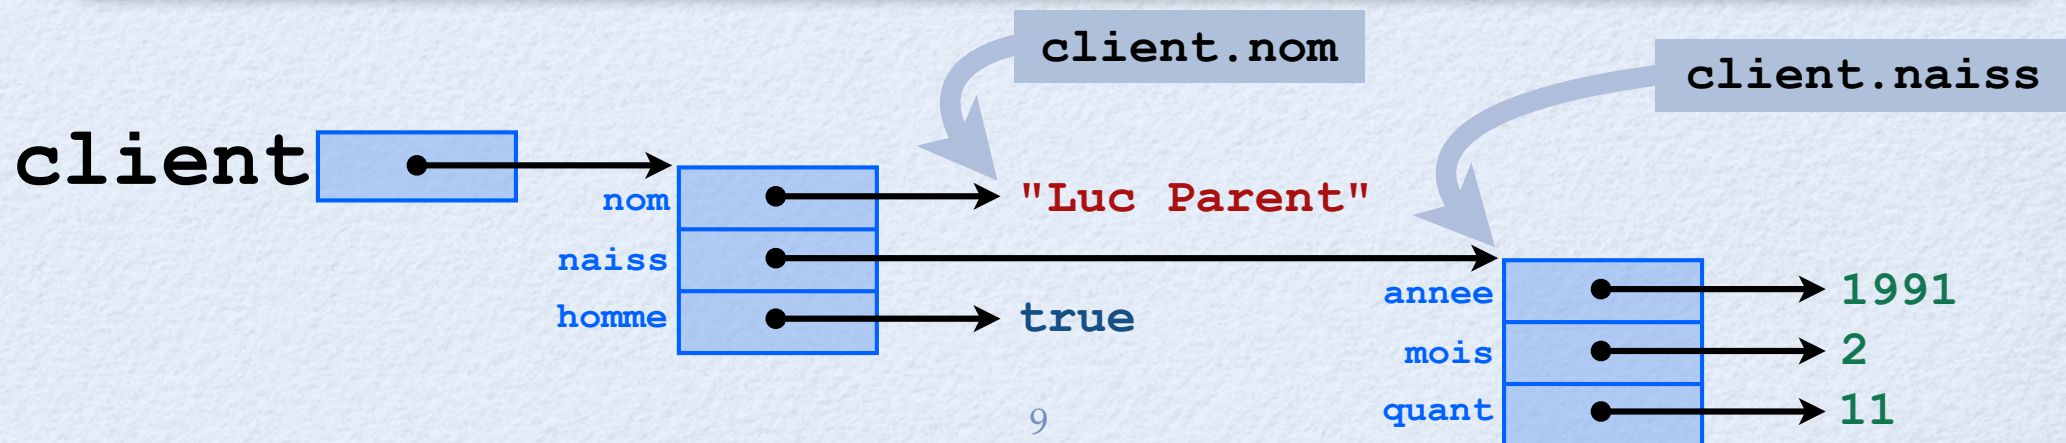 client.nom
client.naiss
client
nom
"Luc Parent"
naiss
homme
true
annee
1991
mois
2
quant
11
9